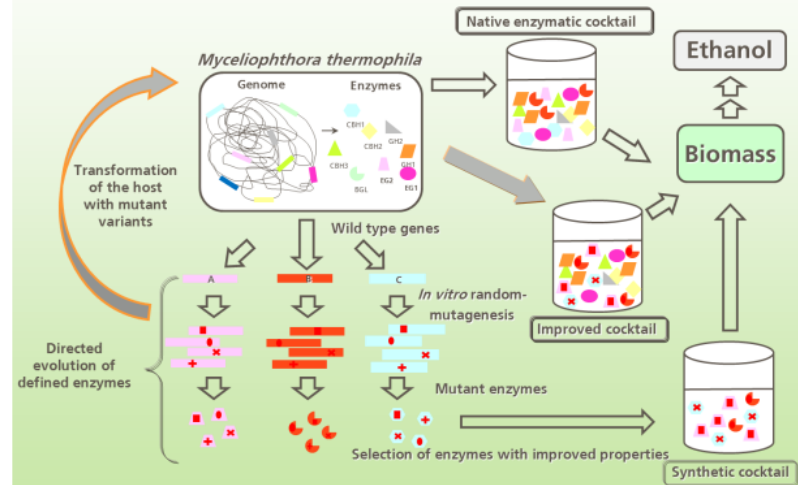 Native enzymatic cocktail
Ethanol
Myceliophthora thermophila
Genome
Enzymes
CBH1
CBH2
GH2
CBH3
GH1
BGL
EG2
EG1
Biomass
Transformation
of the host
with mutant
variants
Wild type genes
A
B
C
In vitro random-
mutagenesis
Improved cocktail
Directed
evolution of
defined enzymes
Mutant enzymes
Selection of enzymes with improved properties
Synthetic cocktail